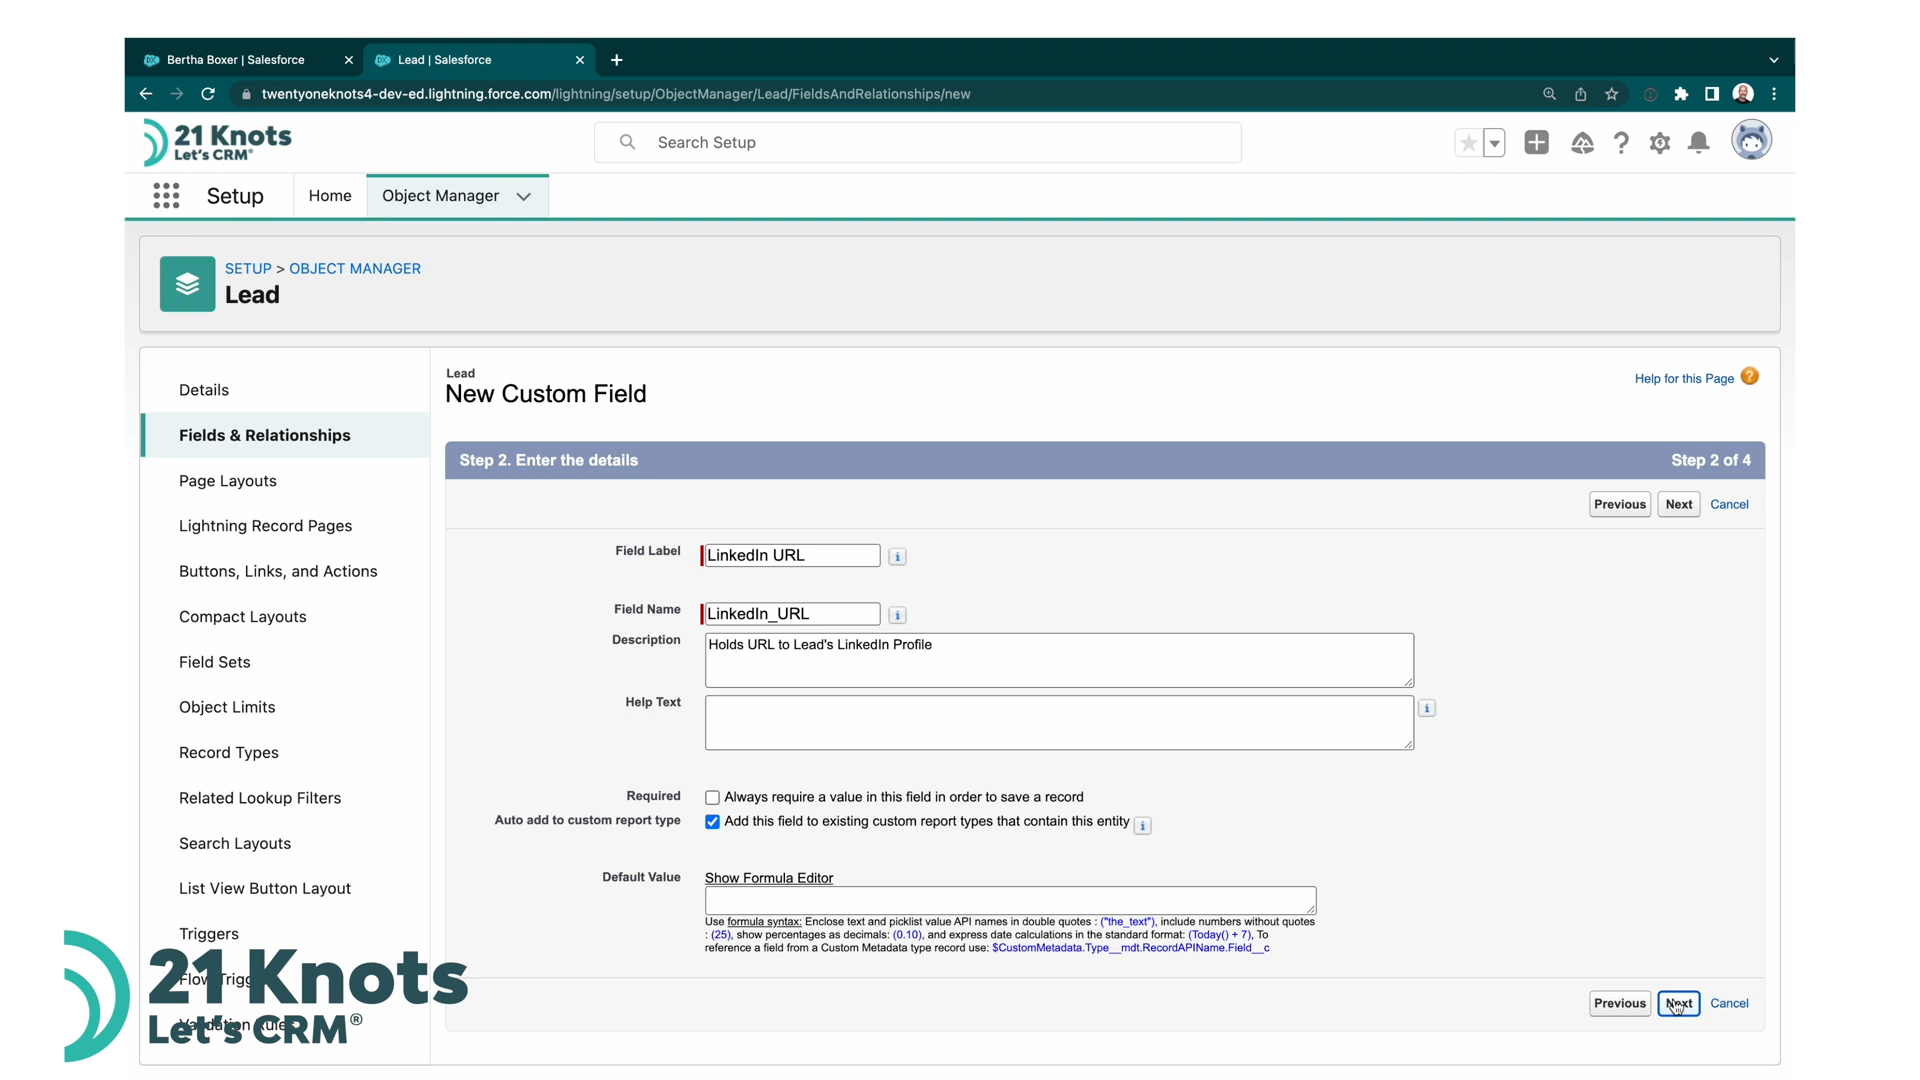 Bertha Boxer | Salesforce
Lead | Salesforce
twentyoneknots4-dev-ed.lightning.force.com/lightning/setup/ObjectManager/Lead/FieldsAndRelationships/new
21 Knots
Let's CRM®
Search Setup
Setup
Home
Object Manager
SETUP > OBJECT MANAGER
Lead
Details
Fields & Relationships
Page Layouts
Lightning Record Pages
Buttons, Links, and Actions
Compact Layouts
Field Sets
Object Limits
Record Types
Related Lookup Filters
Search Layouts
List View Button Layout
Triggers
Lead
New Custom Field
Help for this Page
Step 2. Enter the details
Step 2 of 4
Previous
Next
Cancel
Field Label
LinkedIn URL
Field Name
LinkedIn_URL
Description
Holds URL to Lead's LinkedIn Profile
Help Text
Required
Always require a value in this field in order to save a record
Auto add to custom report type
Add this field to existing custom report types that contain this entity
Default Value
Show Formula Editor
Use formula syntax: Enclose text and picklist value API names in double quotes : ("the_text"), include numbers without quotes
: (25), show percentages as decimals: (0.10), and express date calculations in the standard format: (Today() + 7), To
reference a field from a Custom Metadata type record use: $CustomMetadata.Type__mdt.RecordAPIName.Field__c
Previous
Next
Cancel
21 Knots
Let's CRM®